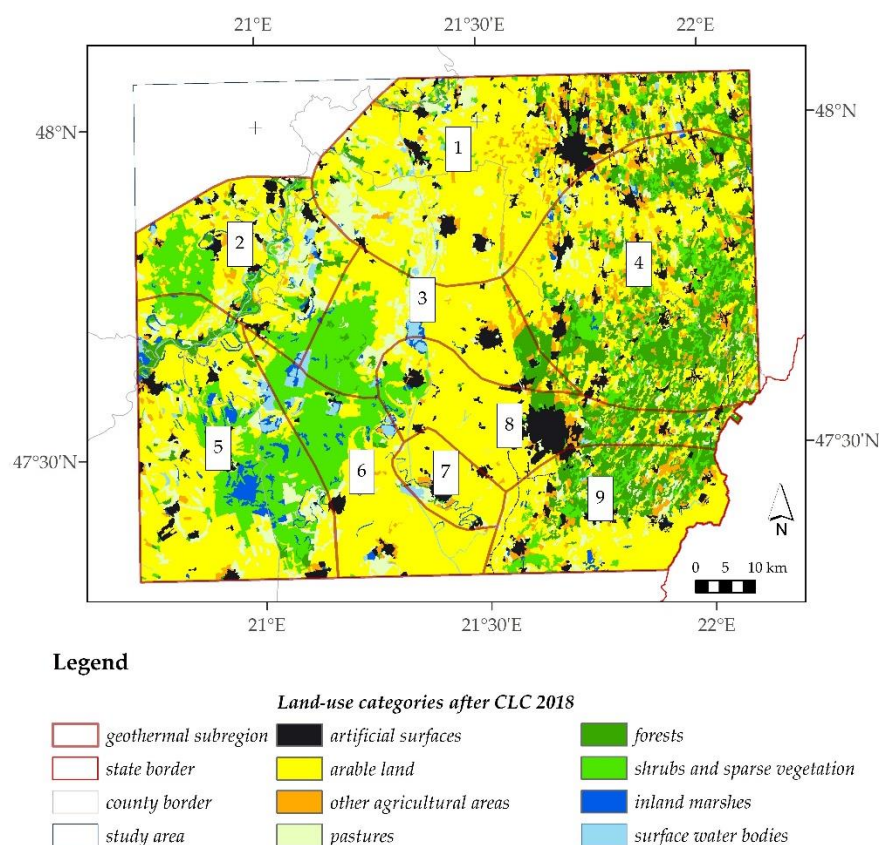 21°E 21°30'E 22°E
48°N 48°N
1
2
4
3
5
8
47°30'N 47°30'N
6 7
9
N
0 5 10 km
21°E 21°30'E 22°E
Legend
Land-use categories after CLC 2018
geothermal subregion artificial surfaces forests
state border arable land shrubs and sparse vegetation
county border other agricultural areas inland marshes
study area pastures surface water bodies